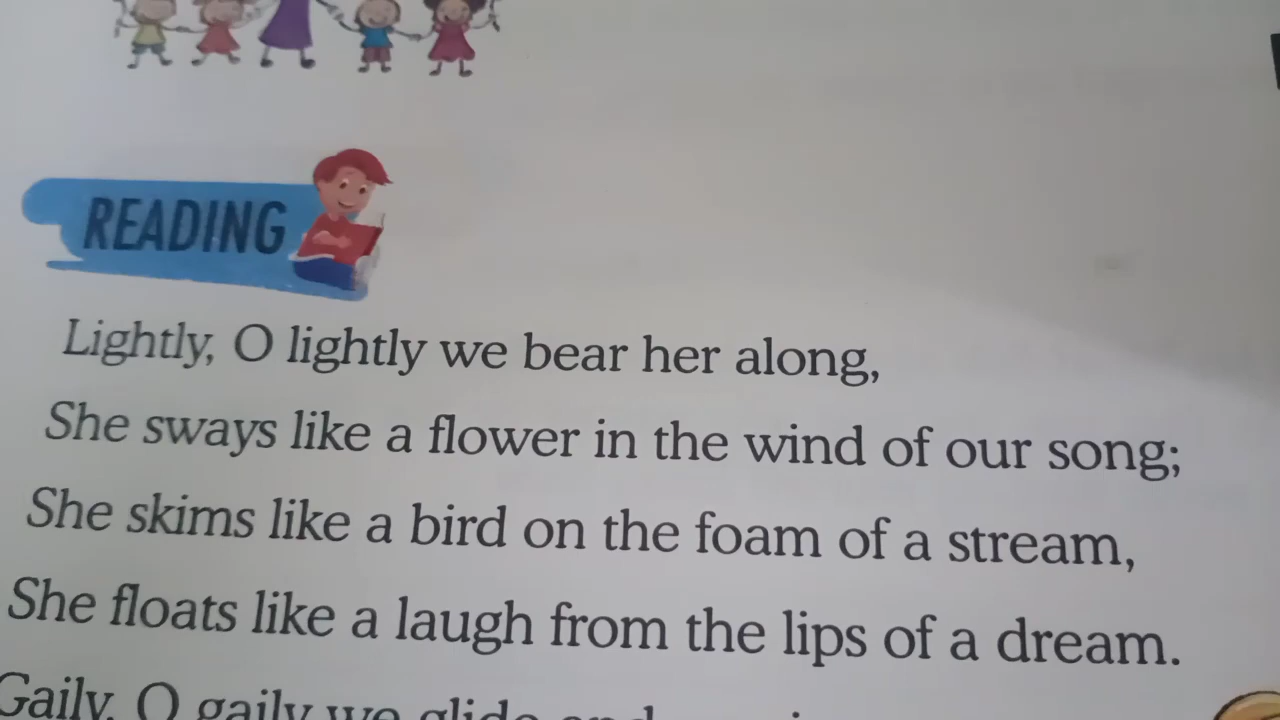 READING
Lightly, O lightly we bear her along,
She sways like a flower in the wind of our song;
She skims like a bird on the foam of a stream,
She floats like a laugh from the lips of a dream.
Gaily, O gaily we glide and